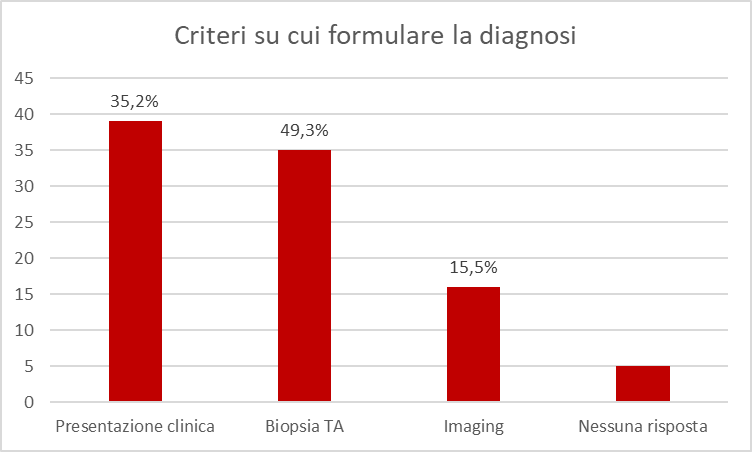 Criteri su cui formulare la diagnosi
45
40
35
30
25
20
15
10
5
0
35,2%
49,3%
15,5%
Presentazione clinica
Biopsia TA
Imaging
Nessuna risposta